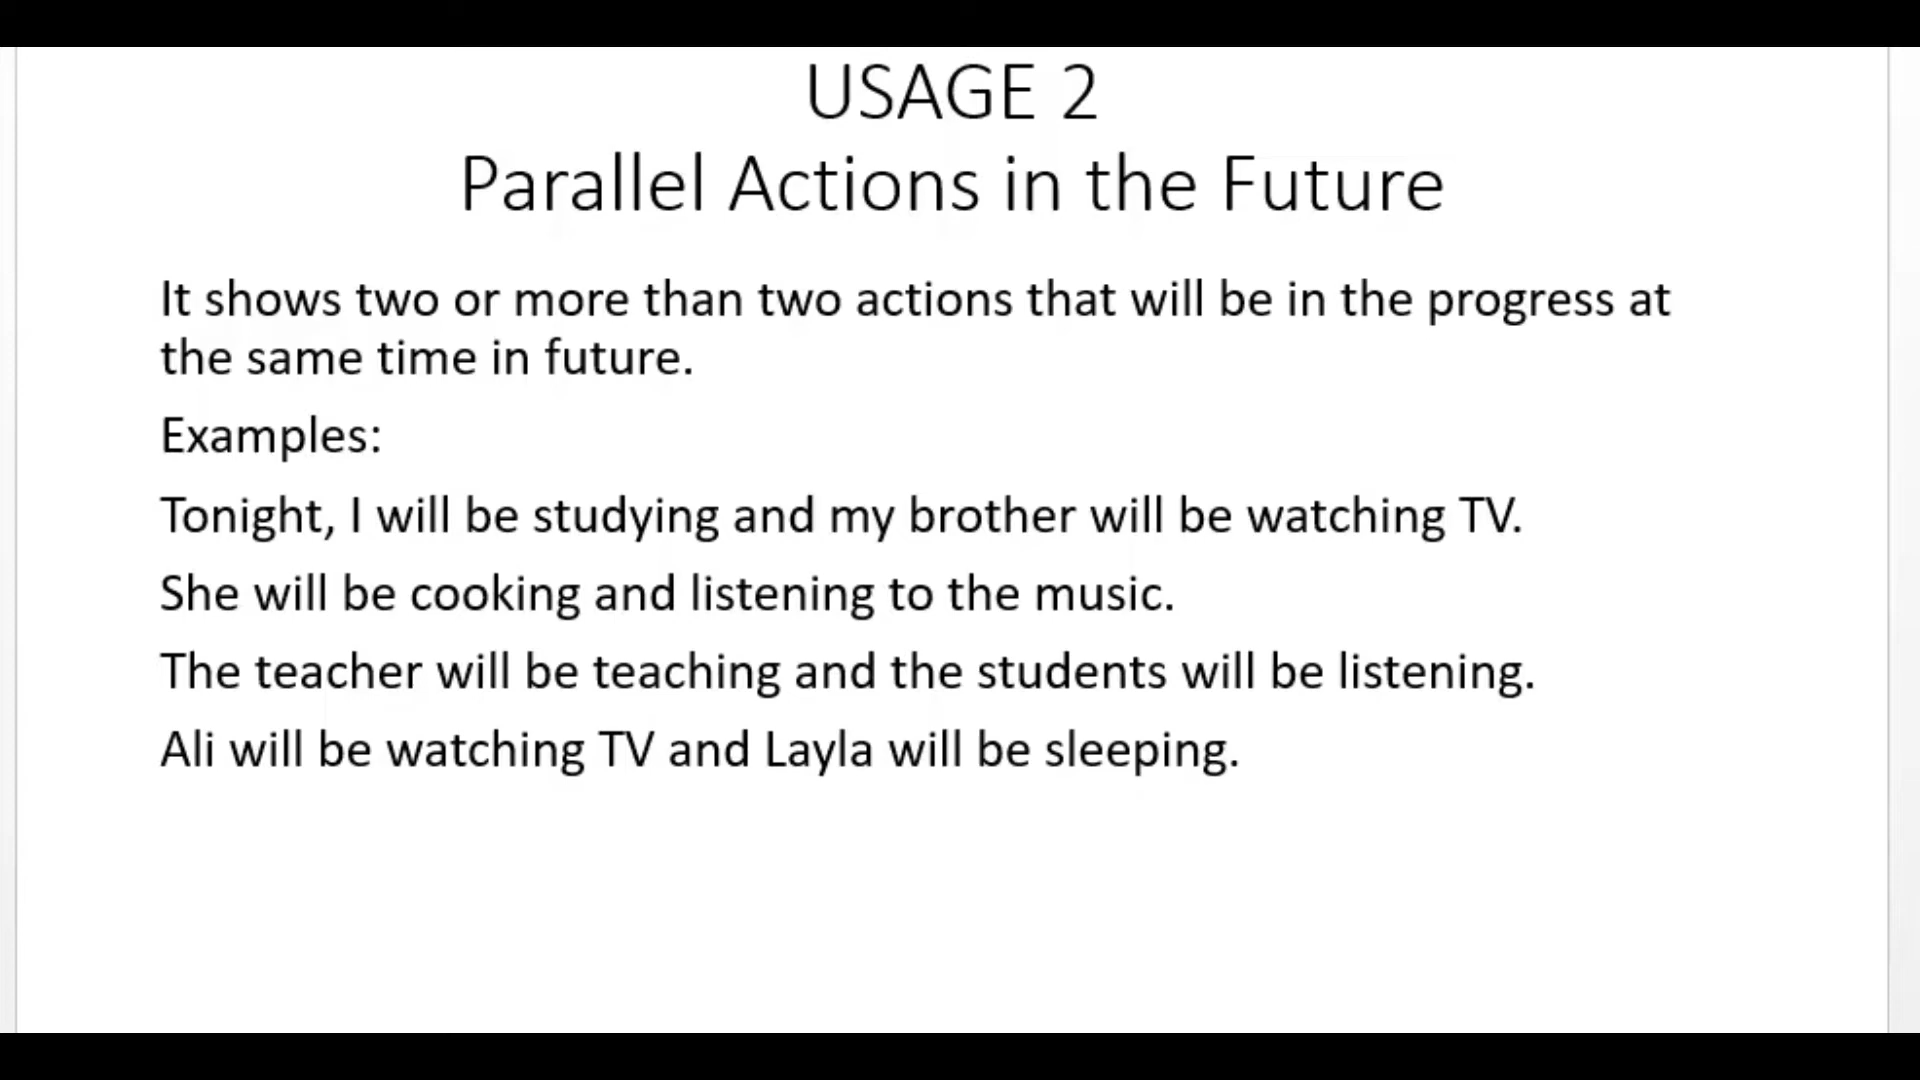 USAGE 2
Parallel Actions in the Future
It shows two or more than two actions that will be in the progress at
the same time in future.
Examples:
Tonight, I will be studying and my brother will be watching TV.
She will be cooking and listening to the music.
The teacher will be teaching and the students will be listening.
Ali will be watching TV and Layla will be sleeping.